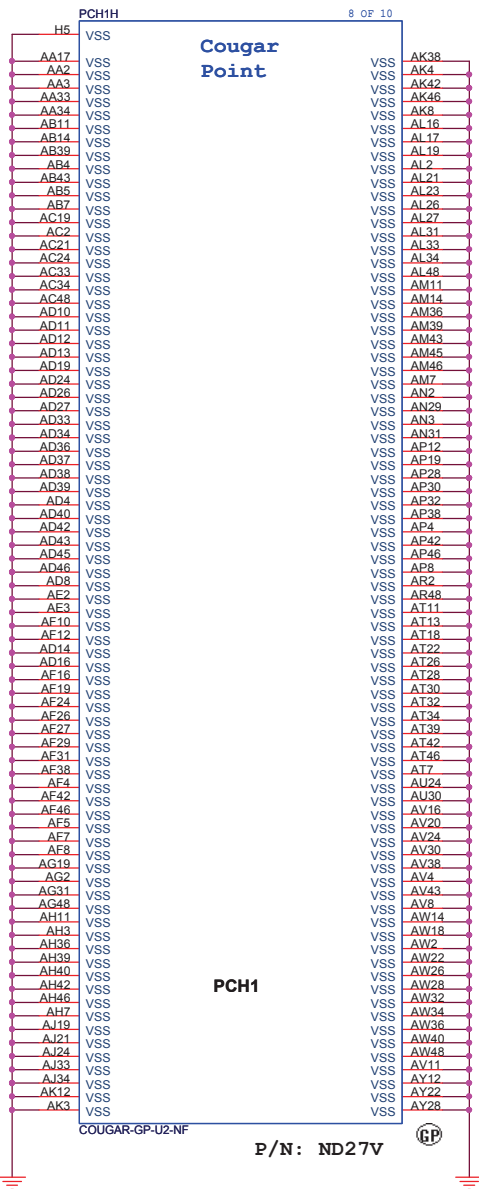 PCH1H 8 OF 10
Cougar
Point
H5 VSS
AA17 VSS VSS AK38
AA2 VSS VSS AK4
AA3 VSS VSS AK42
AA33 VSS VSS AK46
AA34 VSS VSS AK8
AB11 VSS VSS AL16
AB14 VSS VSS AL17
AB39 VSS VSS AL19
AB4 VSS VSS AL2
AB43 VSS VSS AL21
AB5 VSS VSS AL23
AB7 VSS VSS AL26
AC19 VSS VSS AL27
AC2 VSS VSS AL31
AC21 VSS VSS AL33
AC24 VSS VSS AL34
AC33 VSS VSS AL48
AC34 VSS VSS AM11
AC48 VSS VSS AM14
AD10 VSS VSS AM36
AD11 VSS VSS AM39
AD12 VSS VSS AM43
AD13 VSS VSS AM45
AD19 VSS VSS AM46
AD24 VSS VSS AM7
AD26 VSS VSS AN2
AD27 VSS VSS AN29
AD33 VSS VSS AN3
AD34 VSS VSS AN31
AD36 VSS VSS AP12
AD37 VSS VSS AP19
AD38 VSS VSS AP28
AD39 VSS VSS AP30
AD4 VSS VSS AP32
AD40 VSS VSS AP38
AD42 VSS VSS AP4
AD43 VSS VSS AP42
AD45 VSS VSS AP46
AD46 VSS VSS AP8
AD8 VSS VSS AR2
AE2 VSS VSS AR48
AE3 VSS VSS AT11
AF10 VSS VSS AT13
AF12 VSS VSS AT18
AD14 VSS VSS AT22
AD16 VSS VSS AT26
AF16 VSS VSS AT28
AF19 VSS VSS AT30
AF24 VSS VSS AT32
AF26 VSS VSS AT34
AF27 VSS VSS AT39
AF29 VSS VSS AT42
AF31 VSS VSS AT46
AF38 VSS VSS AT7
AF4 VSS VSS AU24
AF42 VSS VSS AU30
AF46 VSS VSS AV16
AF5 VSS VSS AV20
AF7 VSS VSS AV24
AF8 VSS VSS AV30
AG19 VSS VSS AV38
AG2 VSS VSS AV4
AG31 VSS VSS AV43
AG48 VSS VSS AV8
AH11 VSS VSS AW14
AH3 VSS VSS AW18
AH36 VSS VSS AW2
AH39 VSS VSS AW22
AH40 VSS VSS AW26
AH42 VSS VSS AW28
AH46 VSS VSS AW32
AH7 VSS VSS AW34
AJ19 VSS VSS AW36
AJ21 VSS VSS AW40
AJ24 VSS VSS AW48
AJ33 VSS VSS AV11
AJ34 VSS VSS AY12
AK12 VSS VSS AY22
AK3 VSS VSS AY28
PCH1
COUGAR-GP-U2-NF
P/N: ND27V
GP